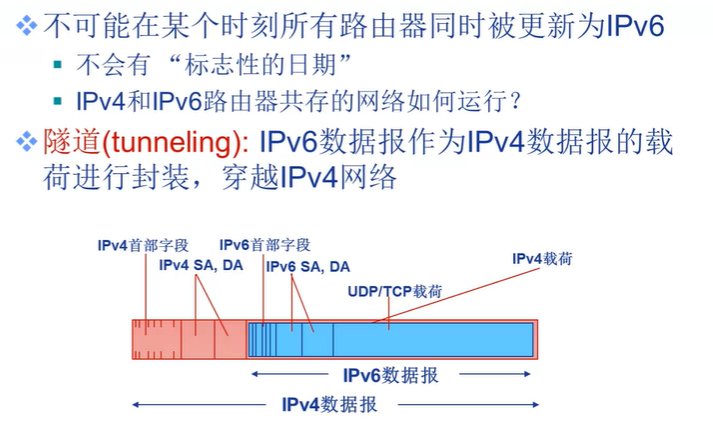 不可能在某个时刻所有路由器同时被更新为IPv6
不会有 “标志性的日期”
IPv4和IPv6路由器共存的网络如何运行？
隧道(tunneling): IPv6数据报作为IPv4数据报的载
荷进行封装，穿越IPv4网络
IPv4首部字段
IPv6首部字段
IPv4 SA, DA
IPv6 SA, DA
IPv4载荷
UDP/TCP载荷
IPv6数据报
IPv4数据报